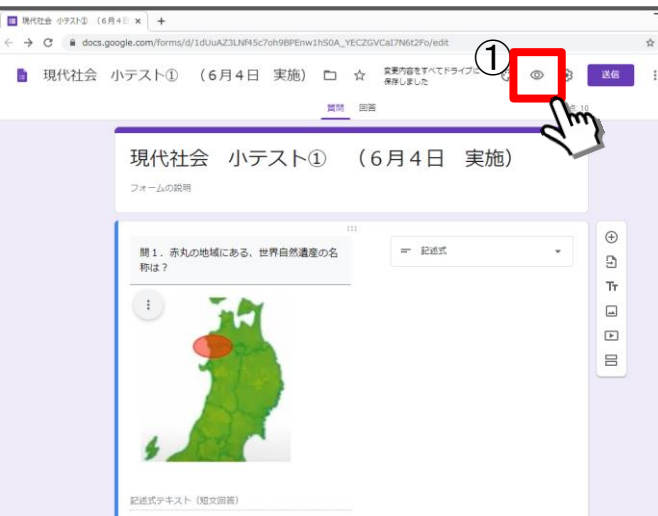 現代社会 小テスト① （6月4日
docs.google.com/forms/d/1dUuAZ3LNf45c7oh9BPEnw1hS0A_YECZGVCaI7N6t2Fo/edit
①
現代社会　小テスト①　（６月４日　実施）
変更内容をすべてドライブに
保存しました
送信
質問 回答
点: 10
現代社会　小テスト①　（６月４日　実施）
フォームの説明
問１．赤丸の地域にある、世界自然遺産の名
称は？
記述式
Tт
記述式テキスト（短文回答）